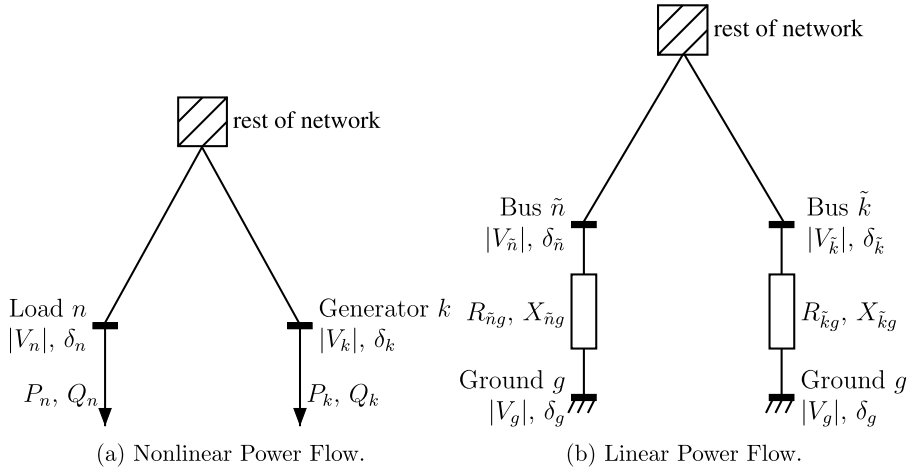 rest of network
Load n
|V_n|, δ_n
P_n, Q_n
Generator k
|V_k|, δ_k
P_k, Q_k
(a) Nonlinear Power Flow.
rest of network
Bus ñ
|V_ñ|, δ_ñ
R_ñg, X_ñg
Ground g
|V_g|, δ_g
Bus k̃
|V_k̃|, δ_k̃
R_k̃g, X_k̃g
Ground g
|V_g|, δ_g
(b) Linear Power Flow.